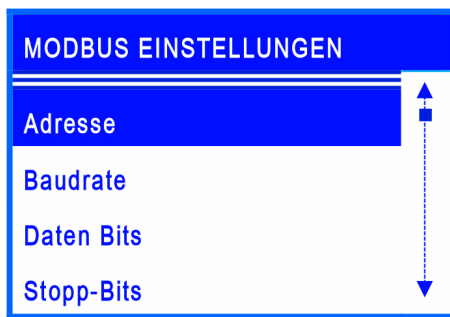 MODBUS EINSTELLUNGEN
Adresse
Baudrate
Daten Bits
Stopp-Bits